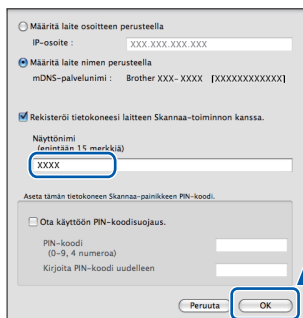 Määritä laite osoitteen perusteella
IP-osoite : XXX.XXX.XXX.XXX
Määritä laite nimen perusteella
mDNS-palvelunimi : Brother XXX-XXXX [XXXXXXXXXXXX]
Rekisteröi tietokoneesi laitteen Skannaa-toiminnon kanssa.
Näyttönimi
(enintään 15 merkkiä)
XXXX
Aseta tämän tietokoneen Skannaa-painikkeen PIN-koodi.
Ota käyttöön PIN-koodisuojaus.
PIN-koodi
(0-9, 4 numeroa)
Kirjoita PIN-koodi uudelleen
Peruuta OK